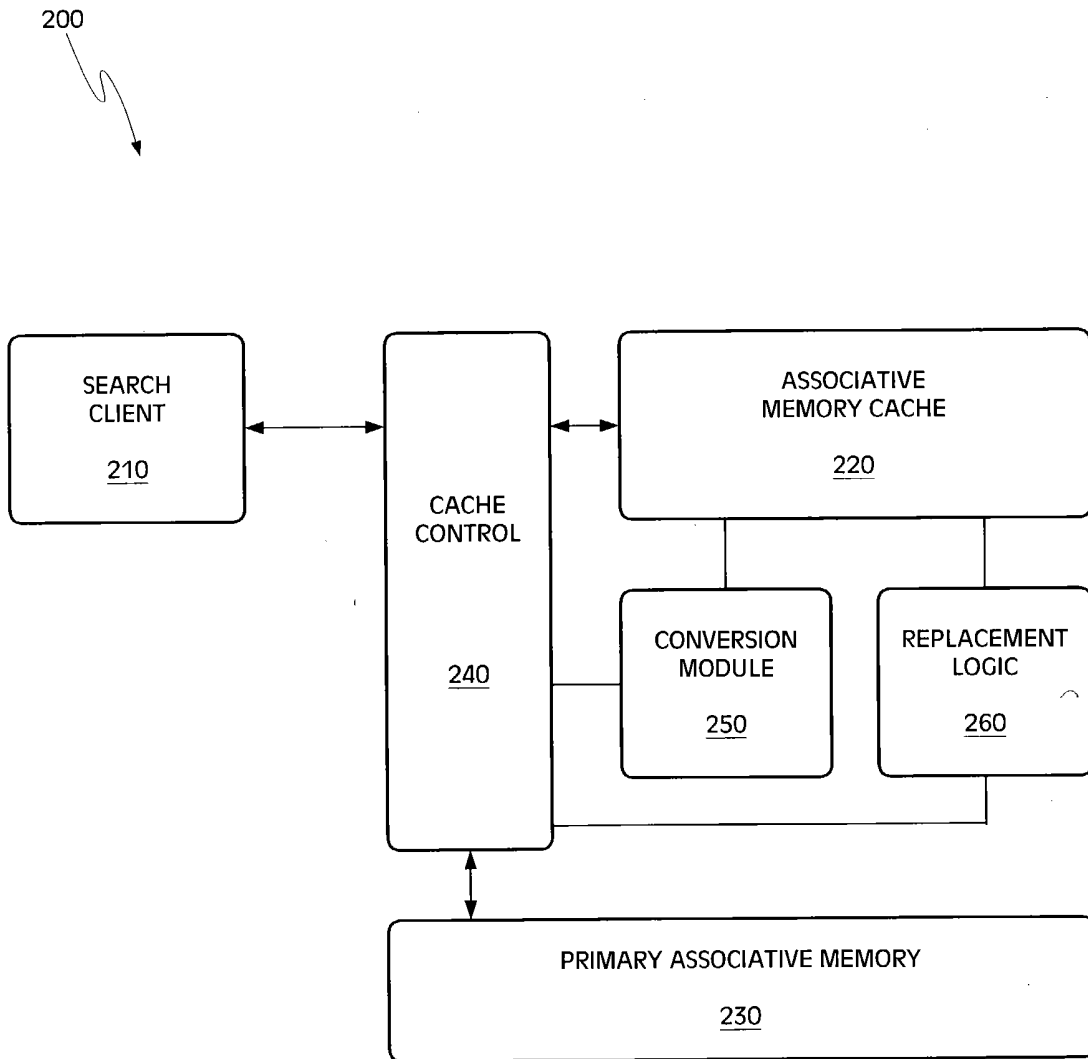 200
SEARCH
CLIENT
210
CACHE
CONTROL
240
ASSOCIATIVE
MEMORY CACHE
220
CONVERSION
MODULE
250
REPLACEMENT
LOGIC
260
PRIMARY ASSOCIATIVE MEMORY
230